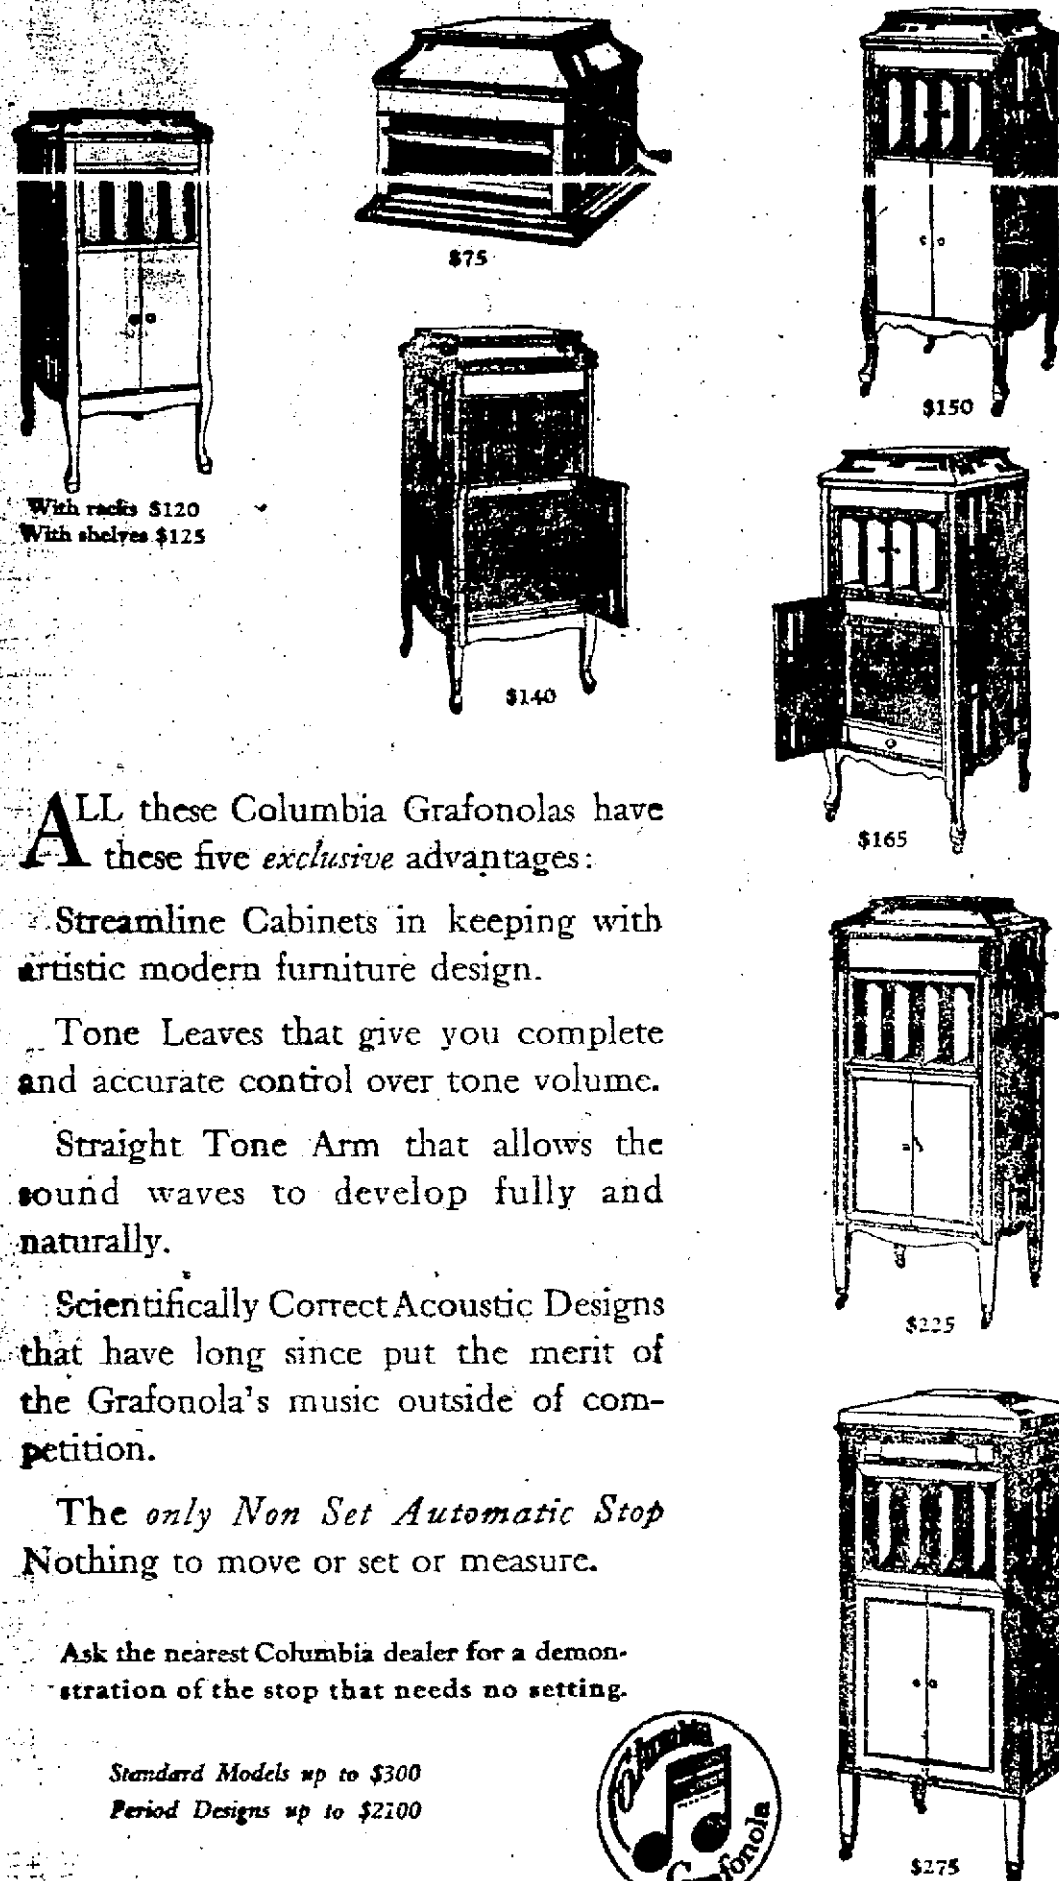 $75
$150
With racks $120
With shelves $125
$140
$165
ALL these Columbia Grafonolas have
these five exclusive advantages:
Streamline Cabinets in keeping with
artistic modern furniture design.
Tone Leaves that give you complete
and accurate control over tone volume.
Straight Tone Arm that allows the
sound waves to develop fully and
naturally.
$225
Scientifically Correct Acoustic Designs
that have long since put the merit of
the Grafonola's music outside of com-
petition.
The only Non Set Automatic Stop
Nothing to move or set or measure.
Ask the nearest Columbia dealer for a demon-
stration of the stop that needs no setting.
Standard Models up to $300
Period Designs up to $2100
Columbia
Grafonola
$275